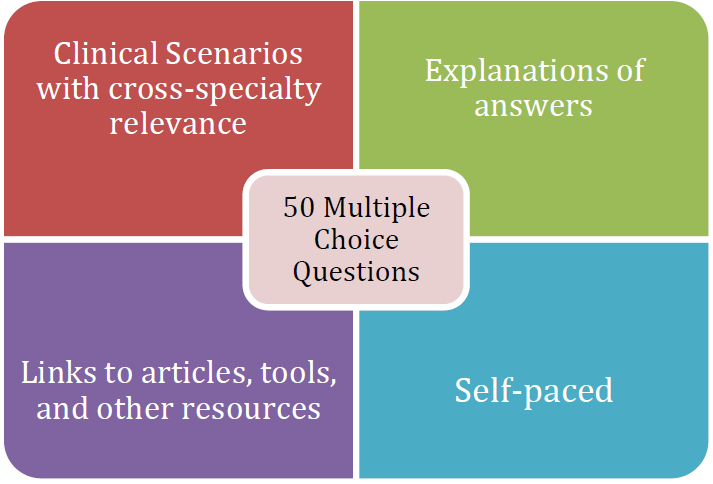 Clinical Scenarios
with cross-specialty
relevance
Explanations of
answers
50 Multiple
Choice
Questions
Links to articles, tools,
and other resources
Self-paced